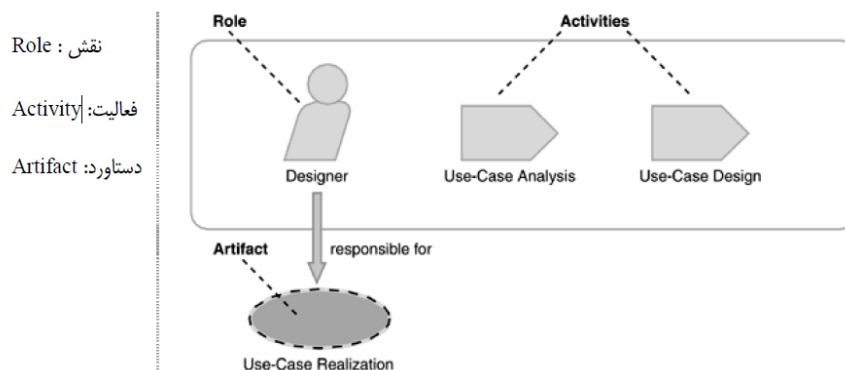 Role : نقش
Activity :فعالیت
Artifact :دستاورد
Role
Activities
Designer
Use-Case Analysis
Use-Case Design
Artifact
responsible for
Use-Case Realization